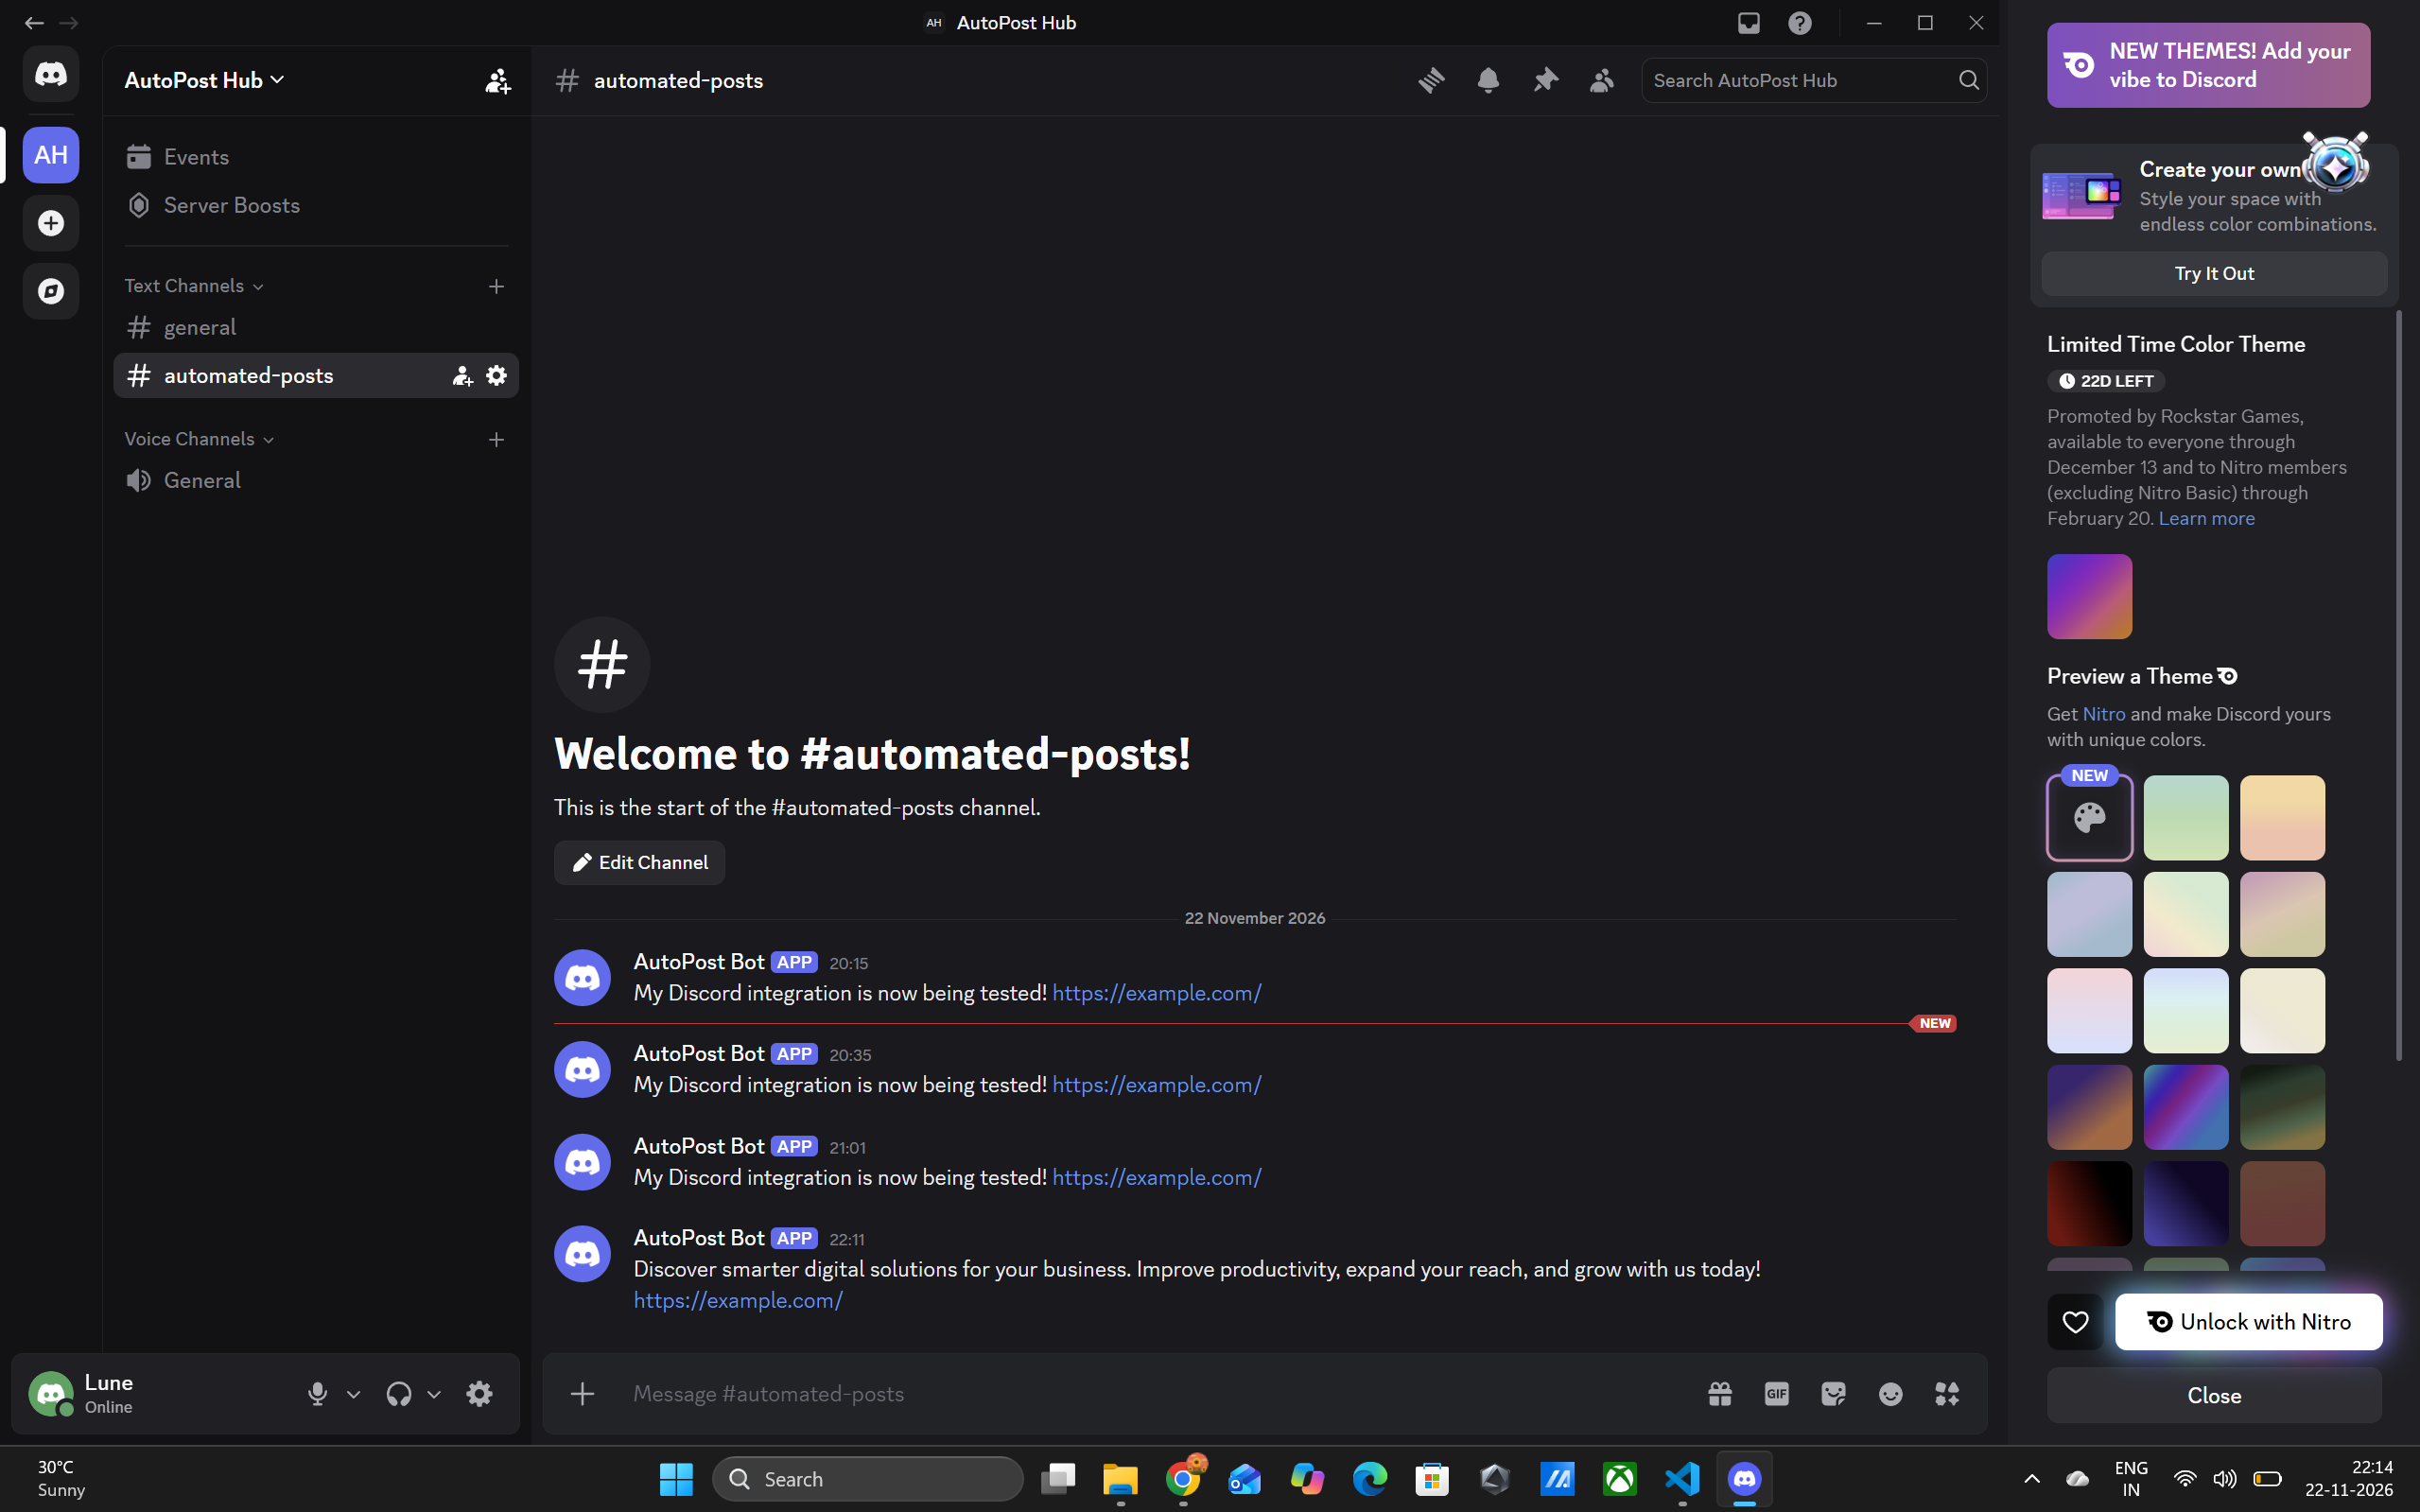 AH AutoPost Hub
AutoPost Hub
AH
Events
Server Boosts
Text Channels
general
automated-posts
Voice Channels
General
Lune
Online
automated-posts
Search AutoPost Hub
Welcome to #automated-posts!
This is the start of the #automated-posts channel.
Edit Channel
22 November 2026
AutoPost Bot APP 20:15
My Discord integration is now being tested! https://example.com/
NEW
AutoPost Bot APP 20:35
My Discord integration is now being tested! https://example.com/
AutoPost Bot APP 21:01
My Discord integration is now being tested! https://example.com/
AutoPost Bot APP 22:11
Discover smarter digital solutions for your business. Improve productivity, expand your reach, and grow with us today!
https://example.com/
Message #automated-posts
GIF
NEW THEMES! Add your
vibe to Discord
Create your own
Style your space with
endless color combinations.
Try It Out
Limited Time Color Theme
22D LEFT
Promoted by Rockstar Games,
available to everyone through
December 13 and to Nitro members
(excluding Nitro Basic) through
February 20. Learn more
Preview a Theme
Get Nitro and make Discord yours
with unique colors.
NEW
Unlock with Nitro
Close
30°C
Sunny
Search
ENG
IN
22:14
22-11-2026